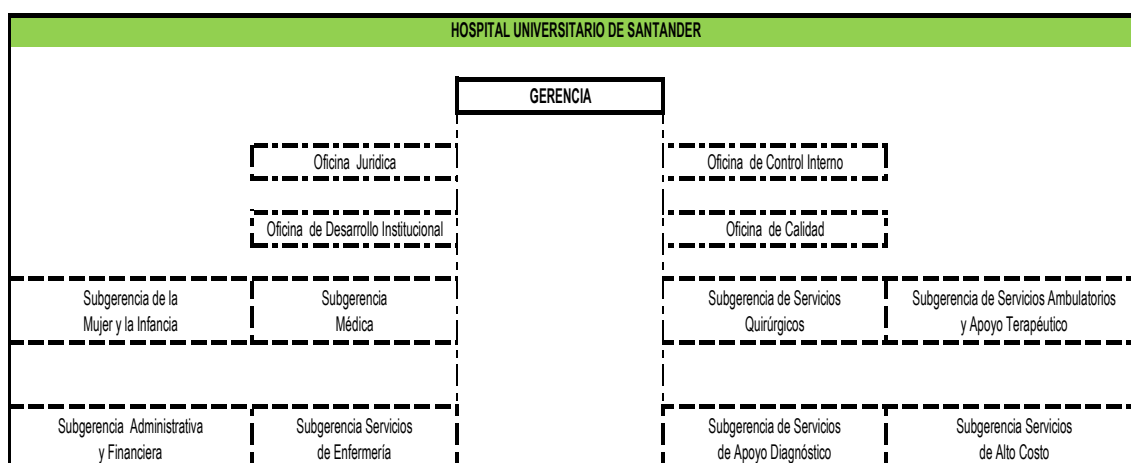 HOSPITAL UNIVERSITARIO DE SANTANDER
GERENCIA
Oficina Jurídica
Oficina de Control Interno
Oficina de Desarrollo Institucional
Oficina de Calidad
Subgerencia de la
Mujer y la Infancia
Subgerencia
Médica
Subgerencia de Servicios
Quirúrgicos
Subgerencia de Servicios Ambulatorios
y Apoyo Terapéutico
Subgerencia Administrativa
y Financiera
Subgerencia Servicios
de Enfermería
Subgerencia de Servicios
de Apoyo Diagnóstico
Subgerencia Servicios
de Alto Costo